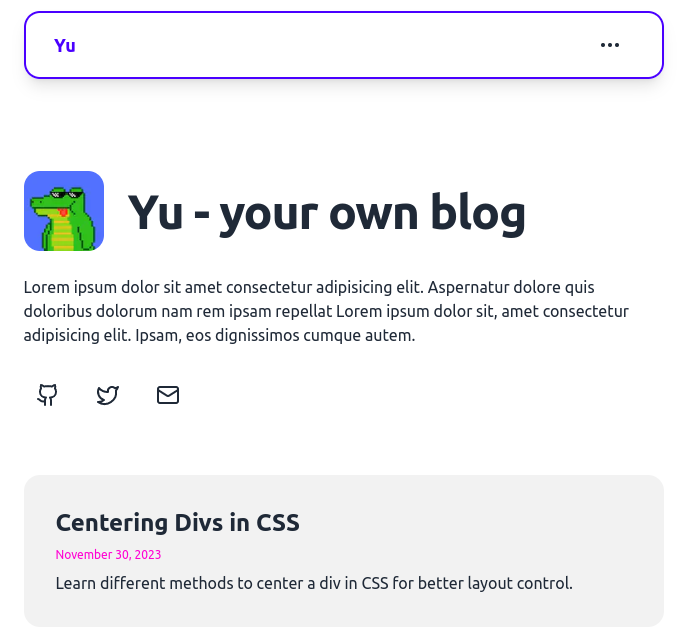 Yu
Yu - your own blog
Lorem ipsum dolor sit amet consectetur adipisicing elit. Aspernatur dolore quis
doloribus dolorum nam rem ipsam repellat Lorem ipsum dolor sit, amet consectetur
adipisicing elit. Ipsam, eos dignissimos cumque autem.
Centering Divs in CSS
November 30, 2023
Learn different methods to center a div in CSS for better layout control.